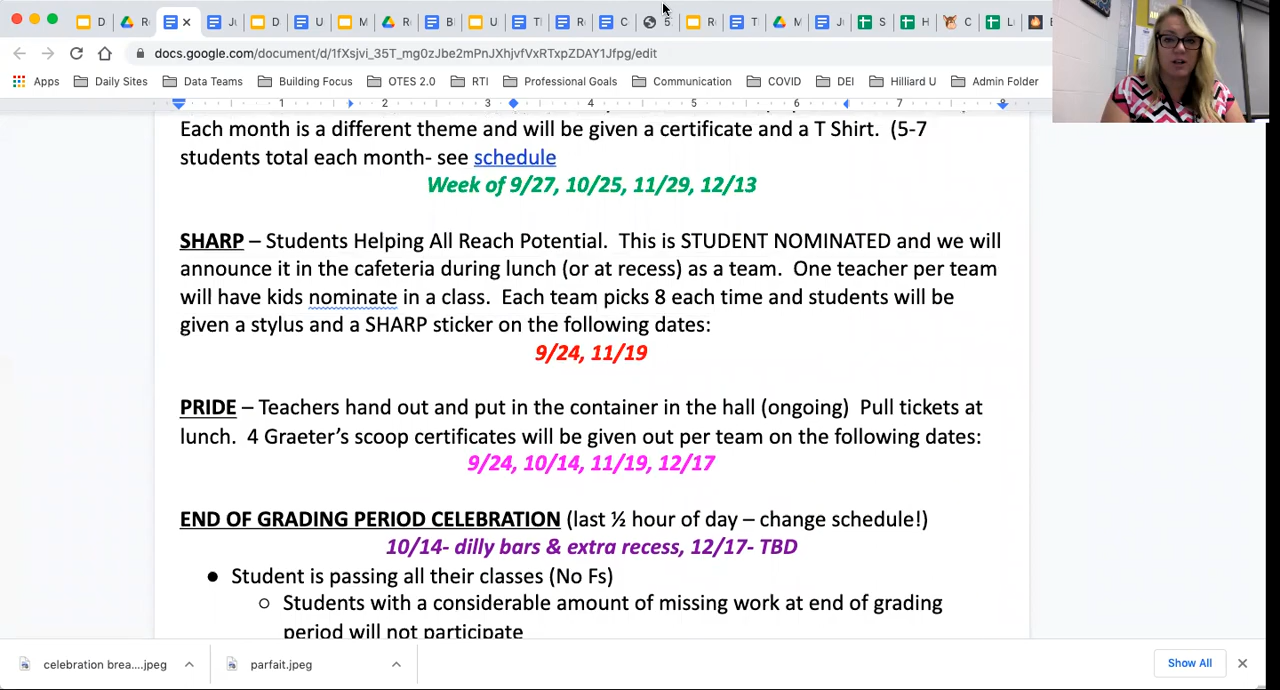 D
R
J
D
U
M
R
B
U
T
R
C
5
R
T
M
J
S
H
C
L
B
docs.google.com/document/d/1fXsjvi_35T_mg0zJbe2mPnJXhjvfVxRTxpZDAY1Jfpg/edit
Apps Daily Sites Data Teams Building Focus OTES 2.0 RTI Professional Goals Communication COVID DEI Hilliard U Admin Folder
1 2 3 4 5 6 7 8
Each month is a different theme and will be given a certificate and a T Shirt. (5-7
students total each month- see schedule
Week of 9/27, 10/25, 11/29, 12/13
SHARP – Students Helping All Reach Potential. This is STUDENT NOMINATED and we will
announce it in the cafeteria during lunch (or at recess) as a team. One teacher per team
will have kids nominate in a class. Each team picks 8 each time and students will be
given a stylus and a SHARP sticker on the following dates:
9/24, 11/19
PRIDE – Teachers hand out and put in the container in the hall (ongoing) Pull tickets at
lunch. 4 Graeter’s scoop certificates will be given out per team on the following dates:
9/24, 10/14, 11/19, 12/17
END OF GRADING PERIOD CELEBRATION (last ½ hour of day – change schedule!)
10/14- dilly bars & extra recess, 12/17- TBD
● Student is passing all their classes (No Fs)
○ Students with a considerable amount of missing work at end of grading
period will not participate
celebration brea....jpeg parfait.jpeg Show All